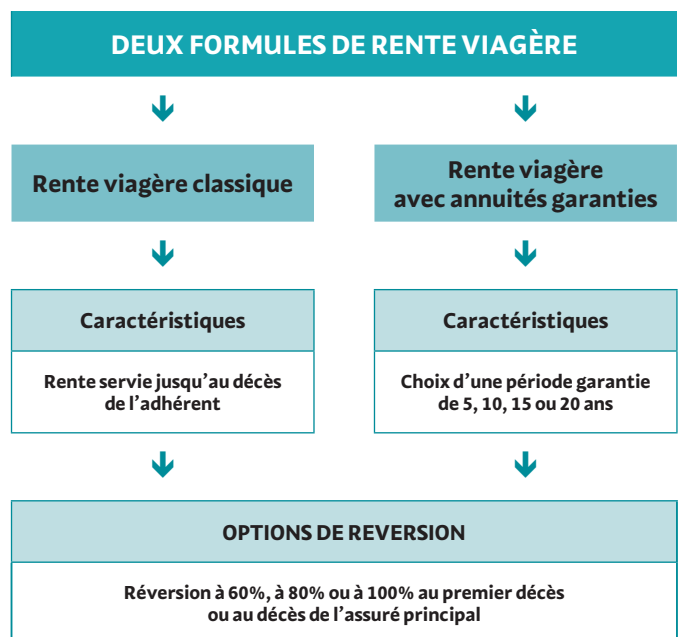 DEUX FORMULES DE RENTE VIAGÈRE
Rente viagère classique
Rente viagère
avec annuités garanties
Caractéristiques
Rente servie jusqu'au décès
de l'adhérent
Caractéristiques
Choix d'une période garantie
de 5, 10, 15 ou 20 ans
OPTIONS DE REVERSION
Réversion à 60%, à 80% ou à 100% au premier décès
ou au décès de l'assuré principal